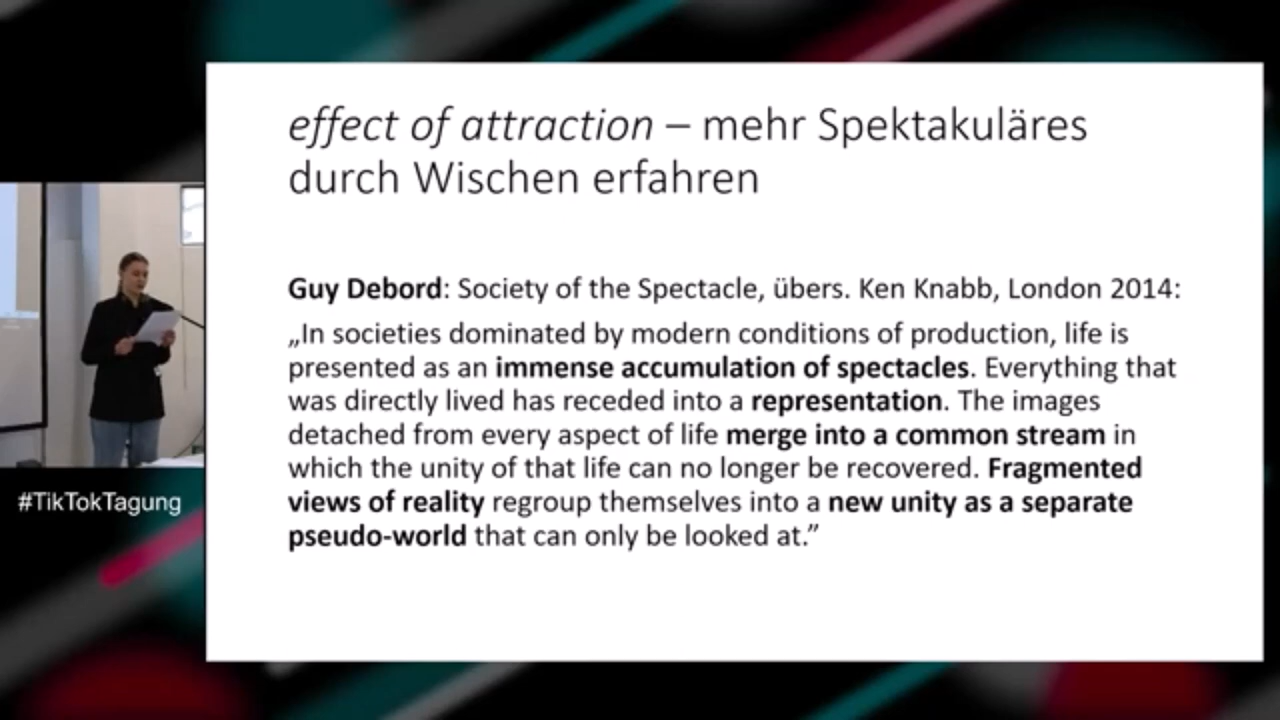 effect of attraction – mehr Spektakuläres
durch Wischen erfahren
Guy Debord: Society of the Spectacle, übers. Ken Knabb, London 2014:
„In societies dominated by modern conditions of production, life is
presented as an immense accumulation of spectacles. Everything that
was directly lived has receded into a representation. The images
detached from every aspect of life merge into a common stream in
which the unity of that life can no longer be recovered. Fragmented
views of reality regroup themselves into a new unity as a separate
pseudo-world that can only be looked at.”
#TikTokTagung